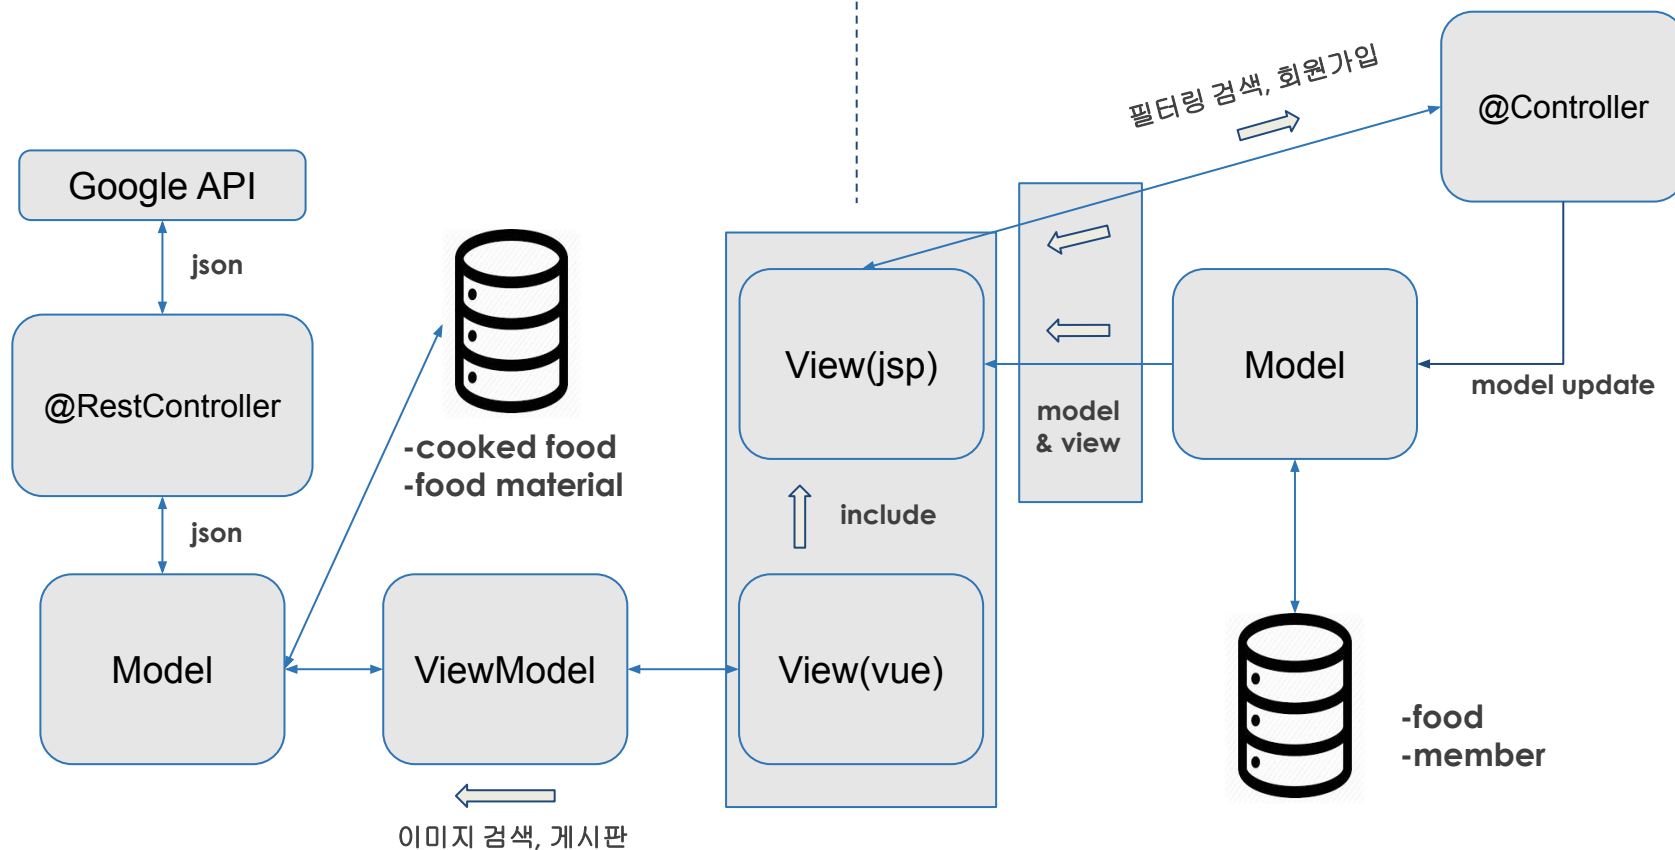 필터링 검색, 회원가입
@Controller
Google API
json
@RestController
json
Model
-cooked food
-food material
ViewModel
이미지 검색, 게시판
View(jsp)
include
View(vue)
model
& view
Model
model update
-food
-member